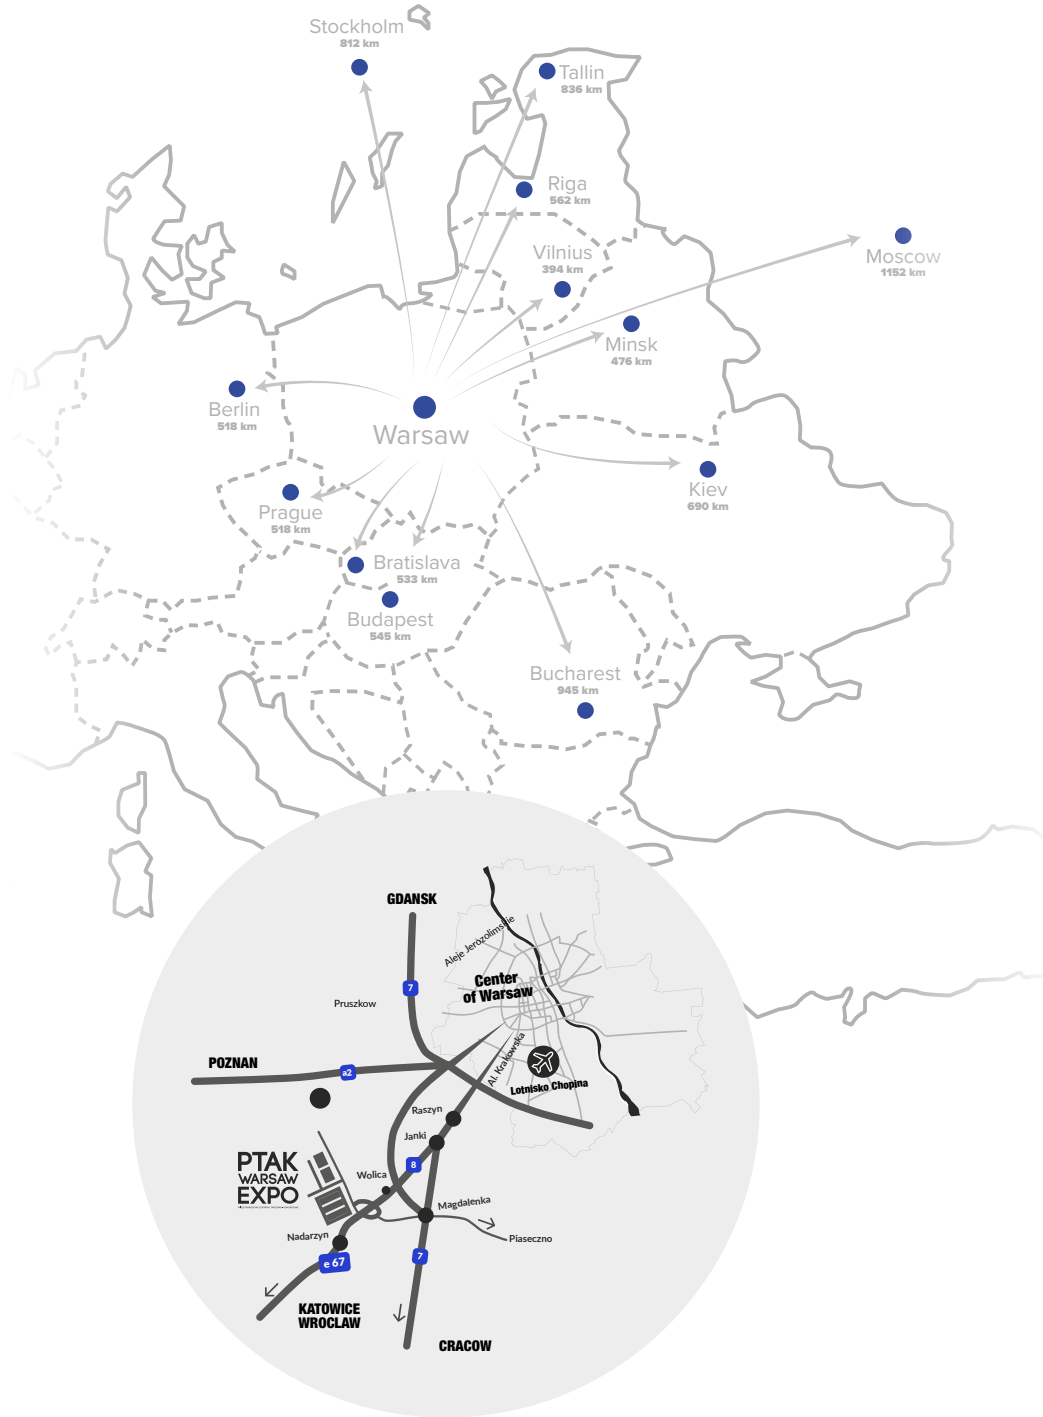 Stockholm
812 km
Tallin
836 km
Riga
562 km
Vilnius
394 km
Moscow
1152 km
Minsk
476 km
Berlin
518 km
Warsaw
Kiev
690 km
Prague
518 km
Bratislava
533 km
Budapest
545 km
Bucharest
945 km
GDANSK
Aleje Jerozolimskie
Center
of Warsaw
7
Pruszkow
POZNAN
a2
Al. Krakowska
Lotnisko Chopina
Raszyn
Janki
8
Wolica
PTAK
WARSAW
EXPO
Magdalenka
Nadarzyn
Piaseczno
e 67
7
KATOWICE
WROCLAW
CRACOW